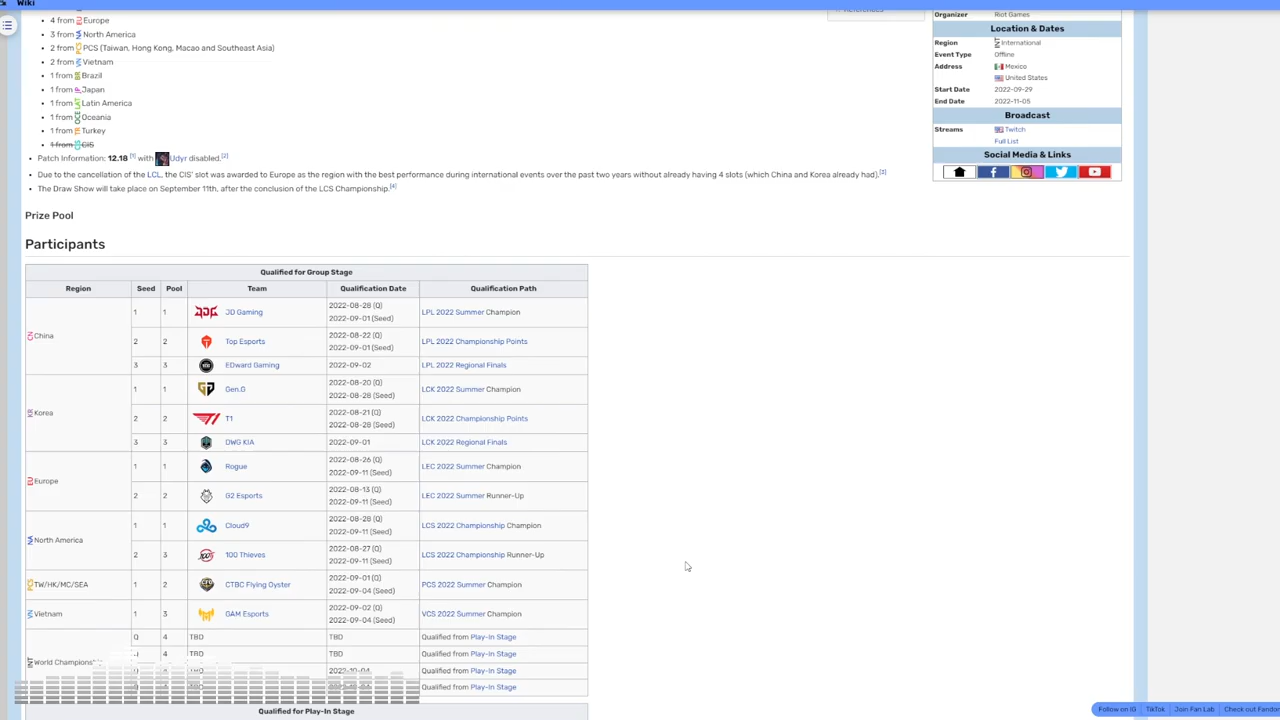 Wiki
4 from Europe
3 from North America
2 from PCS (Taiwan, Hong Kong, Macao and Southeast Asia)
2 from Vietnam
1 from Brazil
1 from Japan
1 from Latin America
1 from Oceania
1 from Turkey
1 from CIS
Patch Information: 12.18 [1] with Udyr disabled.[2]
Due to the cancellation of the LCL, the CIS' slot was awarded to Europe as the region with the best performance during international events over the past two years without already having 4 slots (which China and Korea already had).[3]
The Draw Show will take place on September 11th, after the conclusion of the LCS Championship.[4]
References
Organizer Riot Games
Location & Dates
Region International
Event Type Offline
Address Mexico
United States
Start Date 2022-09-29
End Date 2022-11-05
Broadcast
Streams Twitch
Full List
Social Media & Links
Prize Pool
Participants
Qualified for Group Stage
Region Seed Pool Team Qualification Date Qualification Path
China
1 1 JD Gaming 2022-08-28 (Q) LPL 2022 Summer Champion
2022-09-01 (Seed)
2 2 Top Esports 2022-08-22 (Q) LPL 2022 Championship Points
2022-09-01 (Seed)
3 3 EDward Gaming 2022-09-02 LPL 2022 Regional Finals
Korea
1 1 Gen.G 2022-08-20 (Q) LCK 2022 Summer Champion
2022-08-28 (Seed)
2 2 T1 2022-08-21 (Q) LCK 2022 Championship Points
2022-08-28 (Seed)
3 3 DWG KIA 2022-09-01 LCK 2022 Regional Finals
Europe
1 1 Rogue 2022-08-26 (Q) LEC 2022 Summer Champion
2022-09-11 (Seed)
2 2 G2 Esports 2022-08-13 (Q) LEC 2022 Summer Runner-Up
2022-09-11 (Seed)
North America
1 1 Cloud9 2022-08-28 (Q) LCS 2022 Championship Champion
2022-09-11 (Seed)
2 3 100 Thieves 2022-08-27 (Q) LCS 2022 Championship Runner-Up
2022-09-11 (Seed)
TW/HK/MC/SEA 1 2 CTBC Flying Oyster 2022-09-01 (Q) PCS 2022 Summer Champion
2022-09-04 (Seed)
Vietnam 1 3 GAM Esports 2022-09-02 (Q) VCS 2022 Summer Champion
2022-09-04 (Seed)
World Championship
Q 4 TBD TBD Qualified from Play-In Stage
4 TBD TBD Qualified from Play-In Stage
4 2022-10-04 Qualified from Play-In Stage
Qualified from Play-In Stage
Qualified for Play-In Stage
Follow on IG TikTok Join Fan Lab Check out Fandom